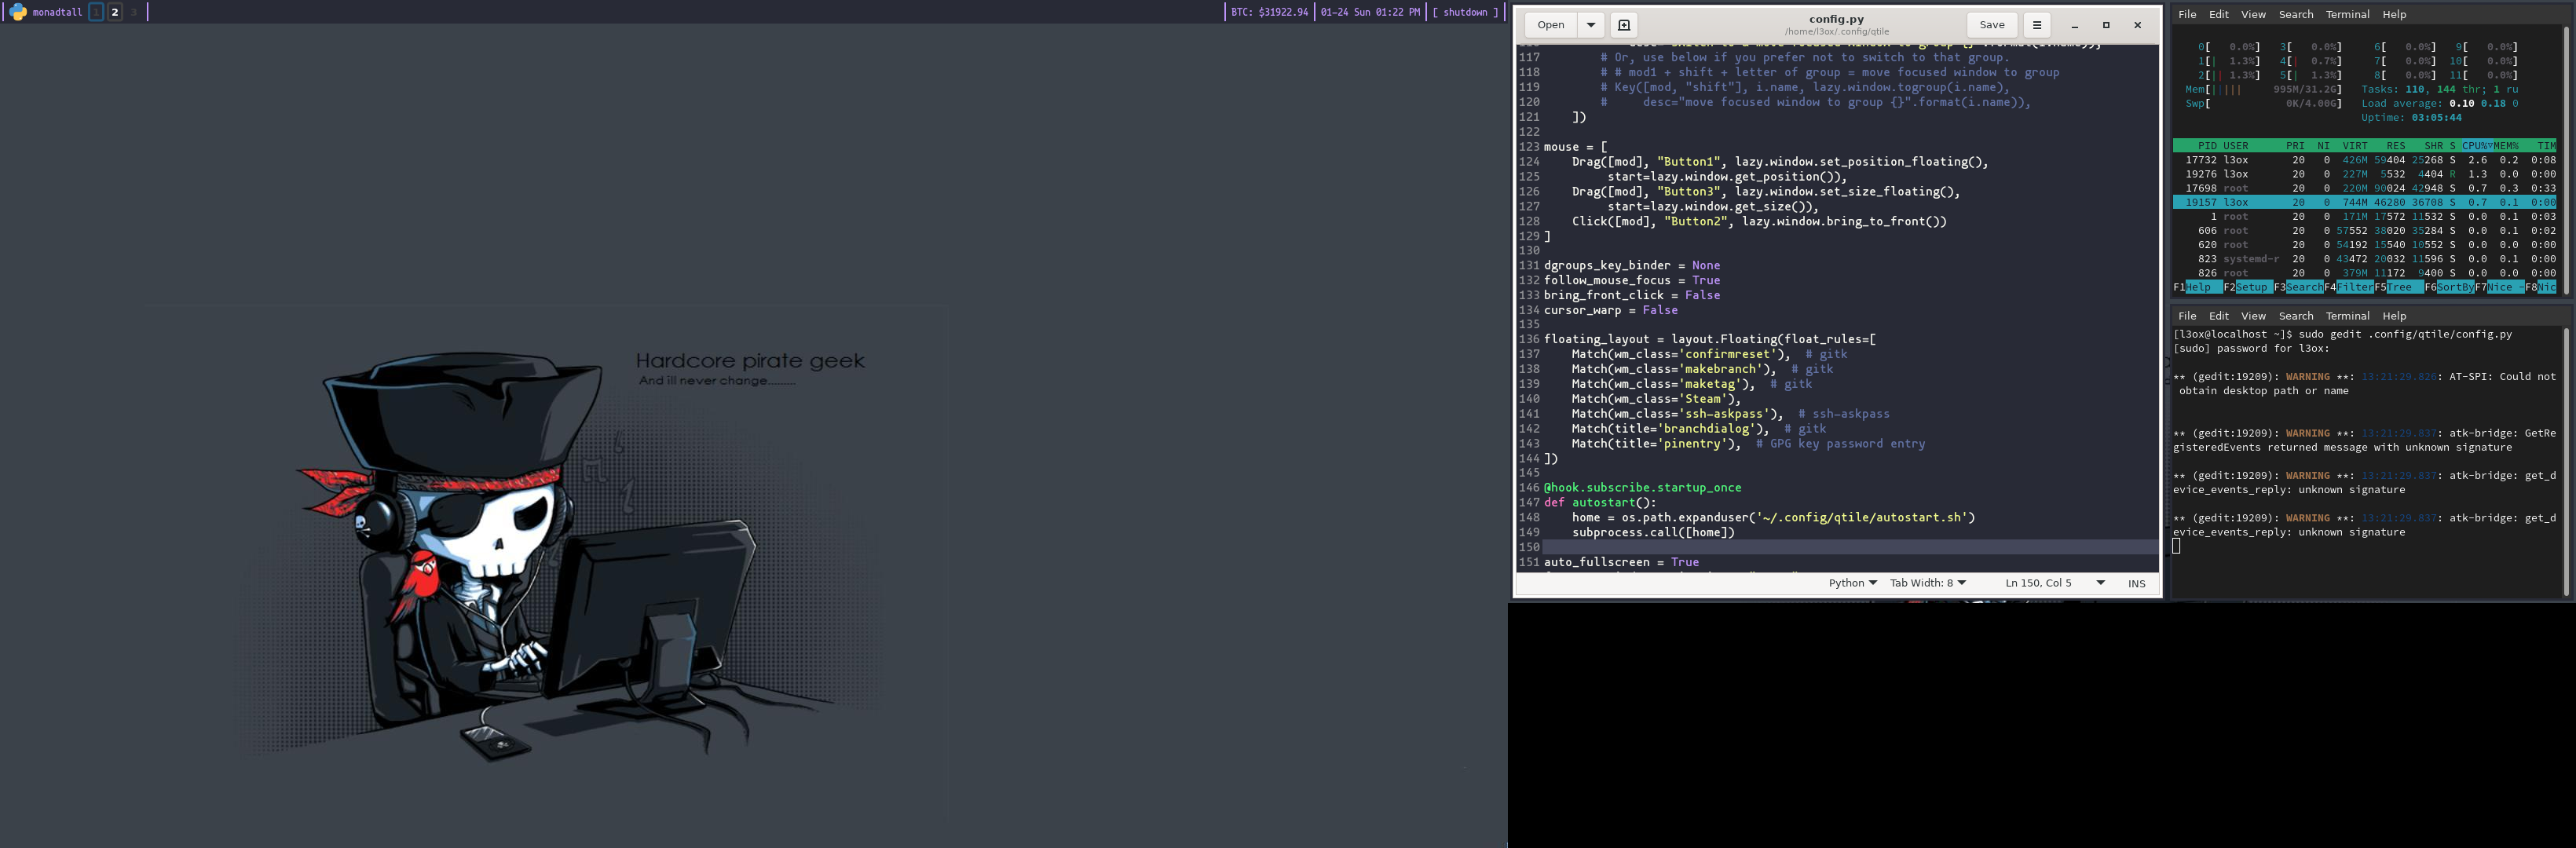 monadtall 1 2 3
BTC: $31922.94 01-24 Sun 01:22 PM [ shutdown ]
Hardcore pirate geek
And ill never change........
Open
config.py
/home/l3ox/.config/qtile
Save
117 # Or, use below if you prefer not to switch to that group.
118 # # mod1 + shift + letter of group = move focused window to group
119 # Key([mod, "shift"], i.name, lazy.window.togroup(i.name),
120 #     desc="move focused window to group {}".format(i.name)),
121 ])
122
123 mouse = [
124 Drag([mod], "Button1", lazy.window.set_position_floating(),
125 start=lazy.window.get_position()),
126 Drag([mod], "Button3", lazy.window.set_size_floating(),
127 start=lazy.window.get_size()),
128 Click([mod], "Button2", lazy.window.bring_to_front())
129 ]
130
131 dgroups_key_binder = None
132 follow_mouse_focus = True
133 bring_front_click = False
134 cursor_warp = False
135
136 floating_layout = layout.Floating(float_rules=[
137 Match(wm_class='confirmreset'),  # gitk
138 Match(wm_class='makebranch'),  # gitk
139 Match(wm_class='maketag'),  # gitk
140 Match(wm_class='Steam'),
141 Match(wm_class='ssh-askpass'),  # ssh-askpass
142 Match(title='branchdialog'),  # gitk
143 Match(title='pinentry'),  # GPG key password entry
144 ])
145
146 @hook.subscribe.startup_once
147 def autostart():
148 home = os.path.expanduser('~/.config/qtile/autostart.sh')
149 subprocess.call([home])
150
151 auto_fullscreen = True
Python Tab Width: 8 Ln 150, Col 5 INS
File Edit View Search Terminal Help
0[ 0.0%] 3[ 0.0%] 6[ 0.0%] 9[ 0.0%]
1[| 1.3%] 4[| 0.7%] 7[ 0.0%] 10[ 0.0%]
2[|| 1.3%] 5[| 1.3%] 8[ 0.0%] 11[ 0.0%]
Mem[||||| 995M/31.2G] Tasks: 110, 144 thr; 1 ru
Swp[ 0K/4.00G] Load average: 0.10 0.18 0
Uptime: 03:05:44
PID USER PRI NI VIRT RES SHR S CPU%▽MEM% TIM
17732 l3ox 20 0 426M 59404 25268 S 2.6 0.2 0:08
19276 l3ox 20 0 227M 5532 4404 R 1.3 0.0 0:00
17698 root 20 0 220M 90024 42948 S 0.7 0.3 0:33
19157 l3ox 20 0 744M 46280 36708 S 0.7 0.1 0:00
1 root 20 0 171M 17572 11532 S 0.0 0.1 0:03
606 root 20 0 57552 38020 35284 S 0.0 0.1 0:02
620 root 20 0 54192 15540 10552 S 0.0 0.0 0:00
823 systemd-r 20 0 43472 20032 11596 S 0.0 0.1 0:00
826 root 20 0 379M 11172 9400 S 0.0 0.0 0:00
F1Help F2Setup F3SearchF4FilterF5Tree F6SortByF7Nice -F8Nic
File Edit View Search Terminal Help
[l3ox@localhost ~]$ sudo gedit .config/qtile/config.py
[sudo] password for l3ox:
** (gedit:19209): WARNING **: 13:21:29.826: AT-SPI: Could not
obtain desktop path or name
** (gedit:19209): WARNING **: 13:21:29.837: atk-bridge: GetRe
gisteredEvents returned message with unknown signature
** (gedit:19209): WARNING **: 13:21:29.837: atk-bridge: get_d
evice_events_reply: unknown signature
** (gedit:19209): WARNING **: 13:21:29.837: atk-bridge: get_d
evice_events_reply: unknown signature